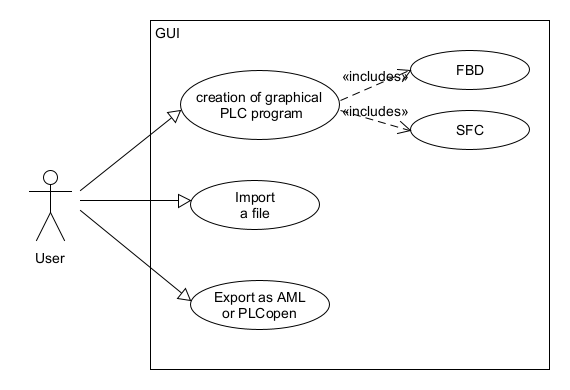 GUI
creation of graphical
PLC program
«includes»
FBD
«includes»
SFC
Import
a file
User
Export as AML
or PLCopen